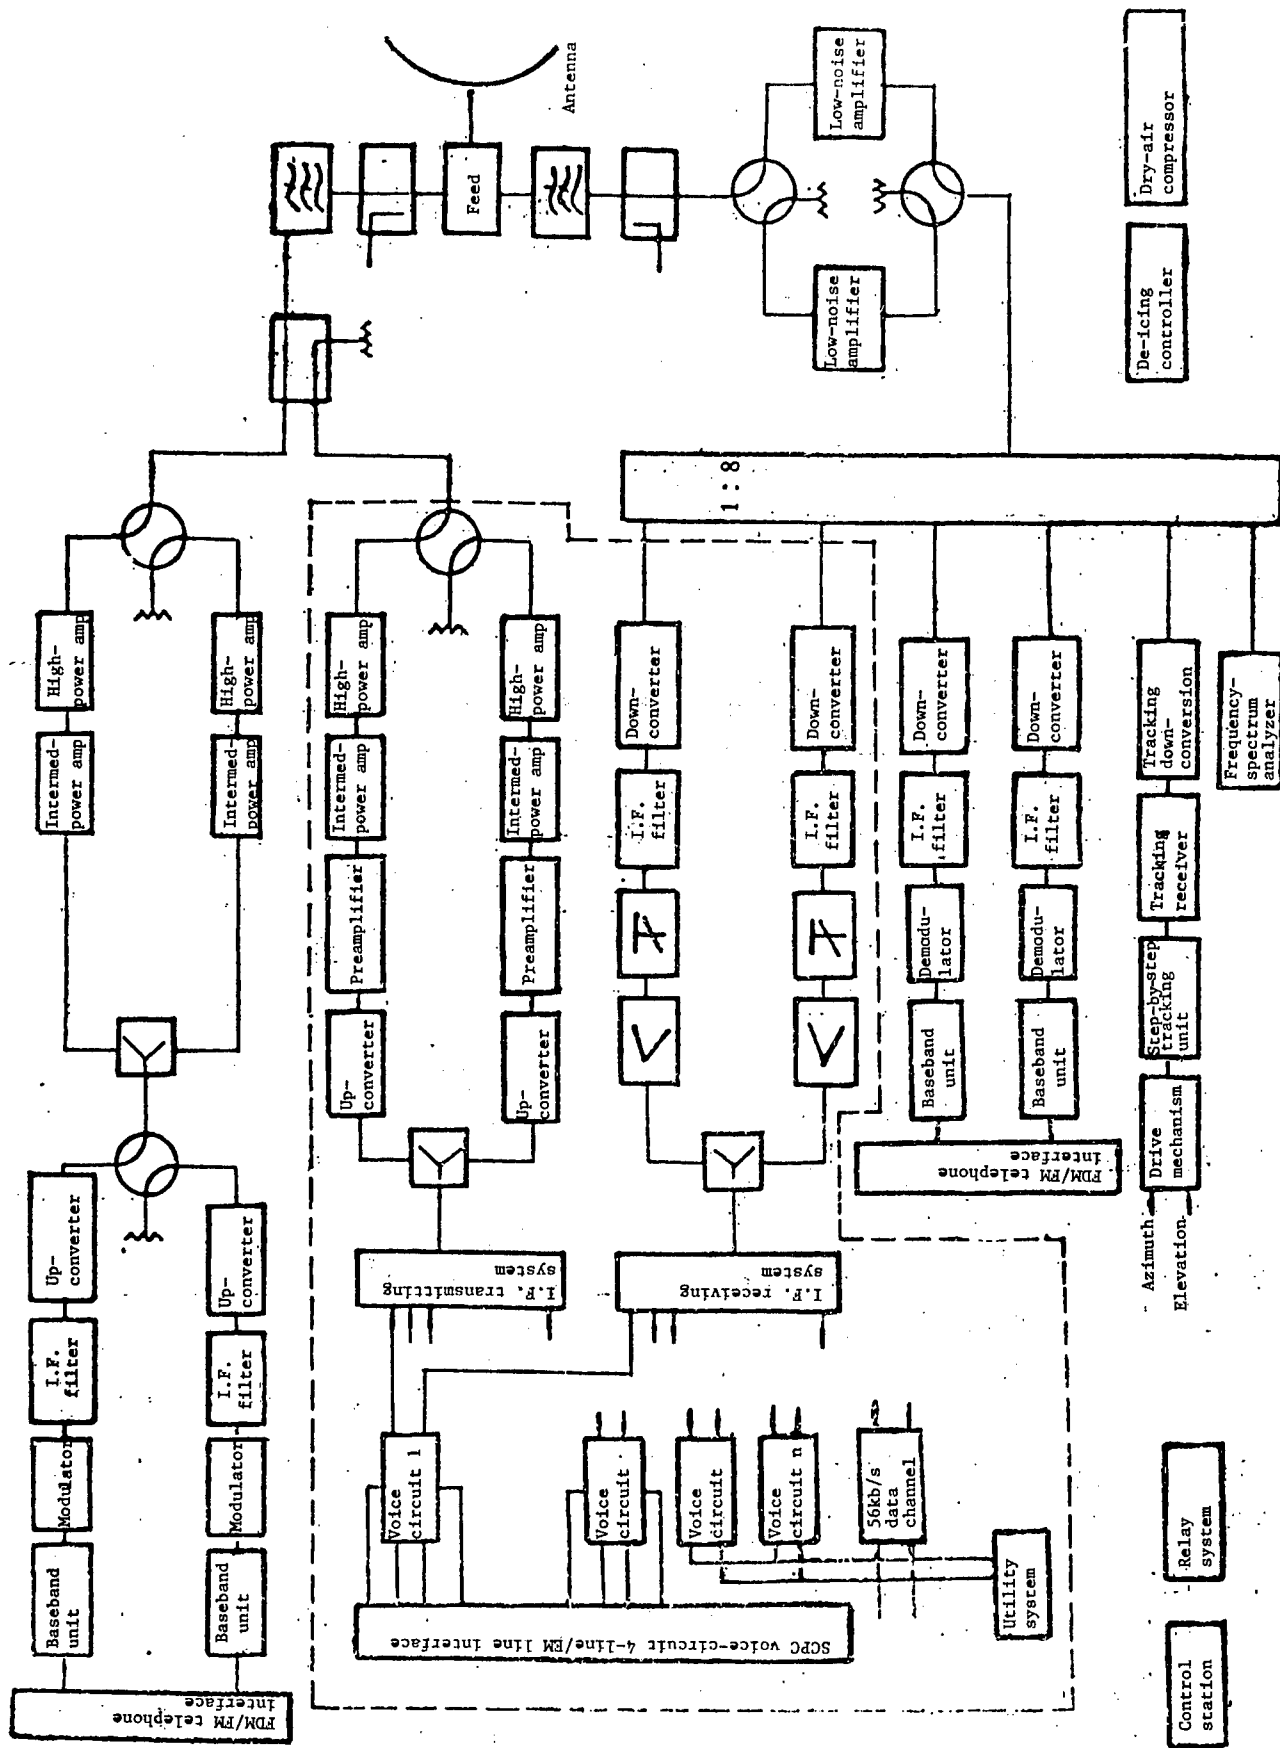 FDM/FM telephone
interface
Baseband
unit
Modulator
I.F.
filter
Up-
converter
Intermed-
power amp
High-
power amp
Baseband
unit
Modulator
I.F.
filter
Up-
converter
Intermed-
power amp
High-
power amp
Up-
converter
Preamplifier
Intermed-
power amp
High-
power amp
Antenna
Feed
SCPC voice-circuit 4-line/EM line interface
Voice
circuit 1
I.F. transmitting
system
Up-
converter
Preamplifier
Intermed-
power amp
High-
power amp
Voice
circuit
I.F. receiving
system
I.F.
filter
Down-
converter
1:8
Voice
circuit
Voice
circuit n
I.F.
filter
Down-
converter
Low-noise
amplifier
Low-noise
amplifier
56kb/s
data
channel
FDM/FM telephone
interface
Baseband
unit
Demodu-
lator
I.F.
filter
Down-
converter
Utility
system
Baseband
unit
Demodu-
lator
I.F.
filter
Down-
converter
Azimuth
Elevation
Drive
mechanism
Step-by-step
tracking
unit
Tracking
receiver
Tracking
down-
conversion
Frequency-
spectrum
analyzer
Control
station
Relay
system
De-icing
controller
Dry-air
compressor